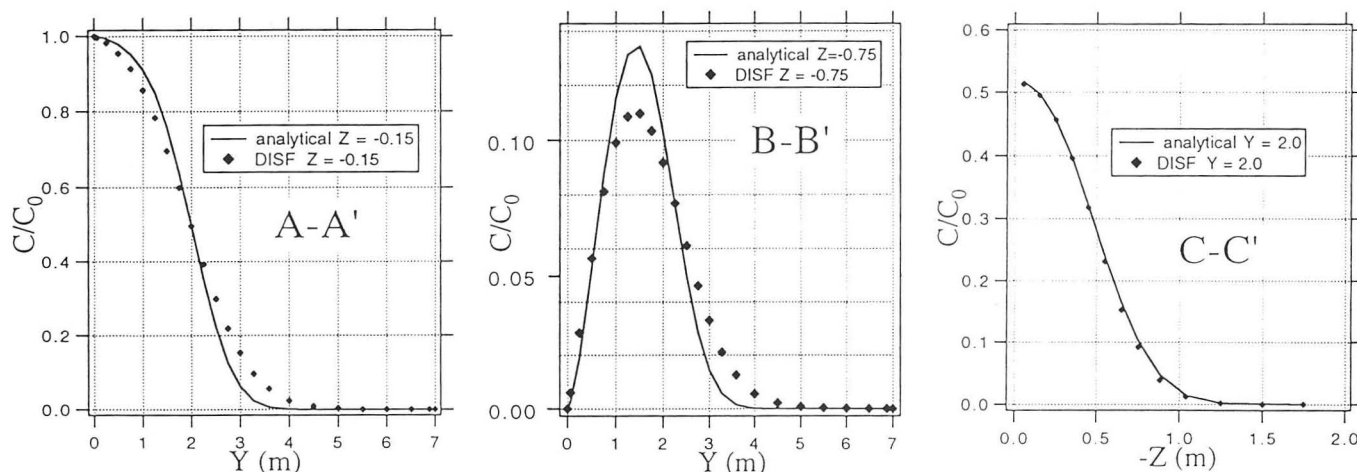 1.0
0.8
0.6
0.4
0.2
0.0
C/C0
analytical Z = -0.15
DISF Z = -0.15
A-A'
0 1 2 3 4 5 6 7
Y (m)
0.10
0.05
0.00
C/C0
analytical Z=-0.75
DISF Z = -0.75
B-B'
0 1 2 3 4 5 6 7
Y (m)
0.6
0.5
0.4
0.3
0.2
0.1
0.0
C/C0
analytical Y = 2.0
DISF Y = 2.0
C-C'
0.0 0.5 1.0 1.5 2.0
-Z (m)